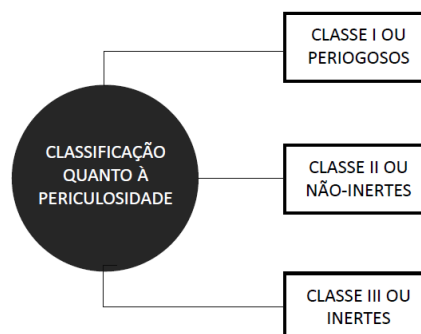 CLASSIFICAÇÃO
QUANTO À
PERICULOSIDADE
CLASSE I OU
PERIOGOSOS
CLASSE II OU
NÃO-INERTES
CLASSE III OU
INERTES